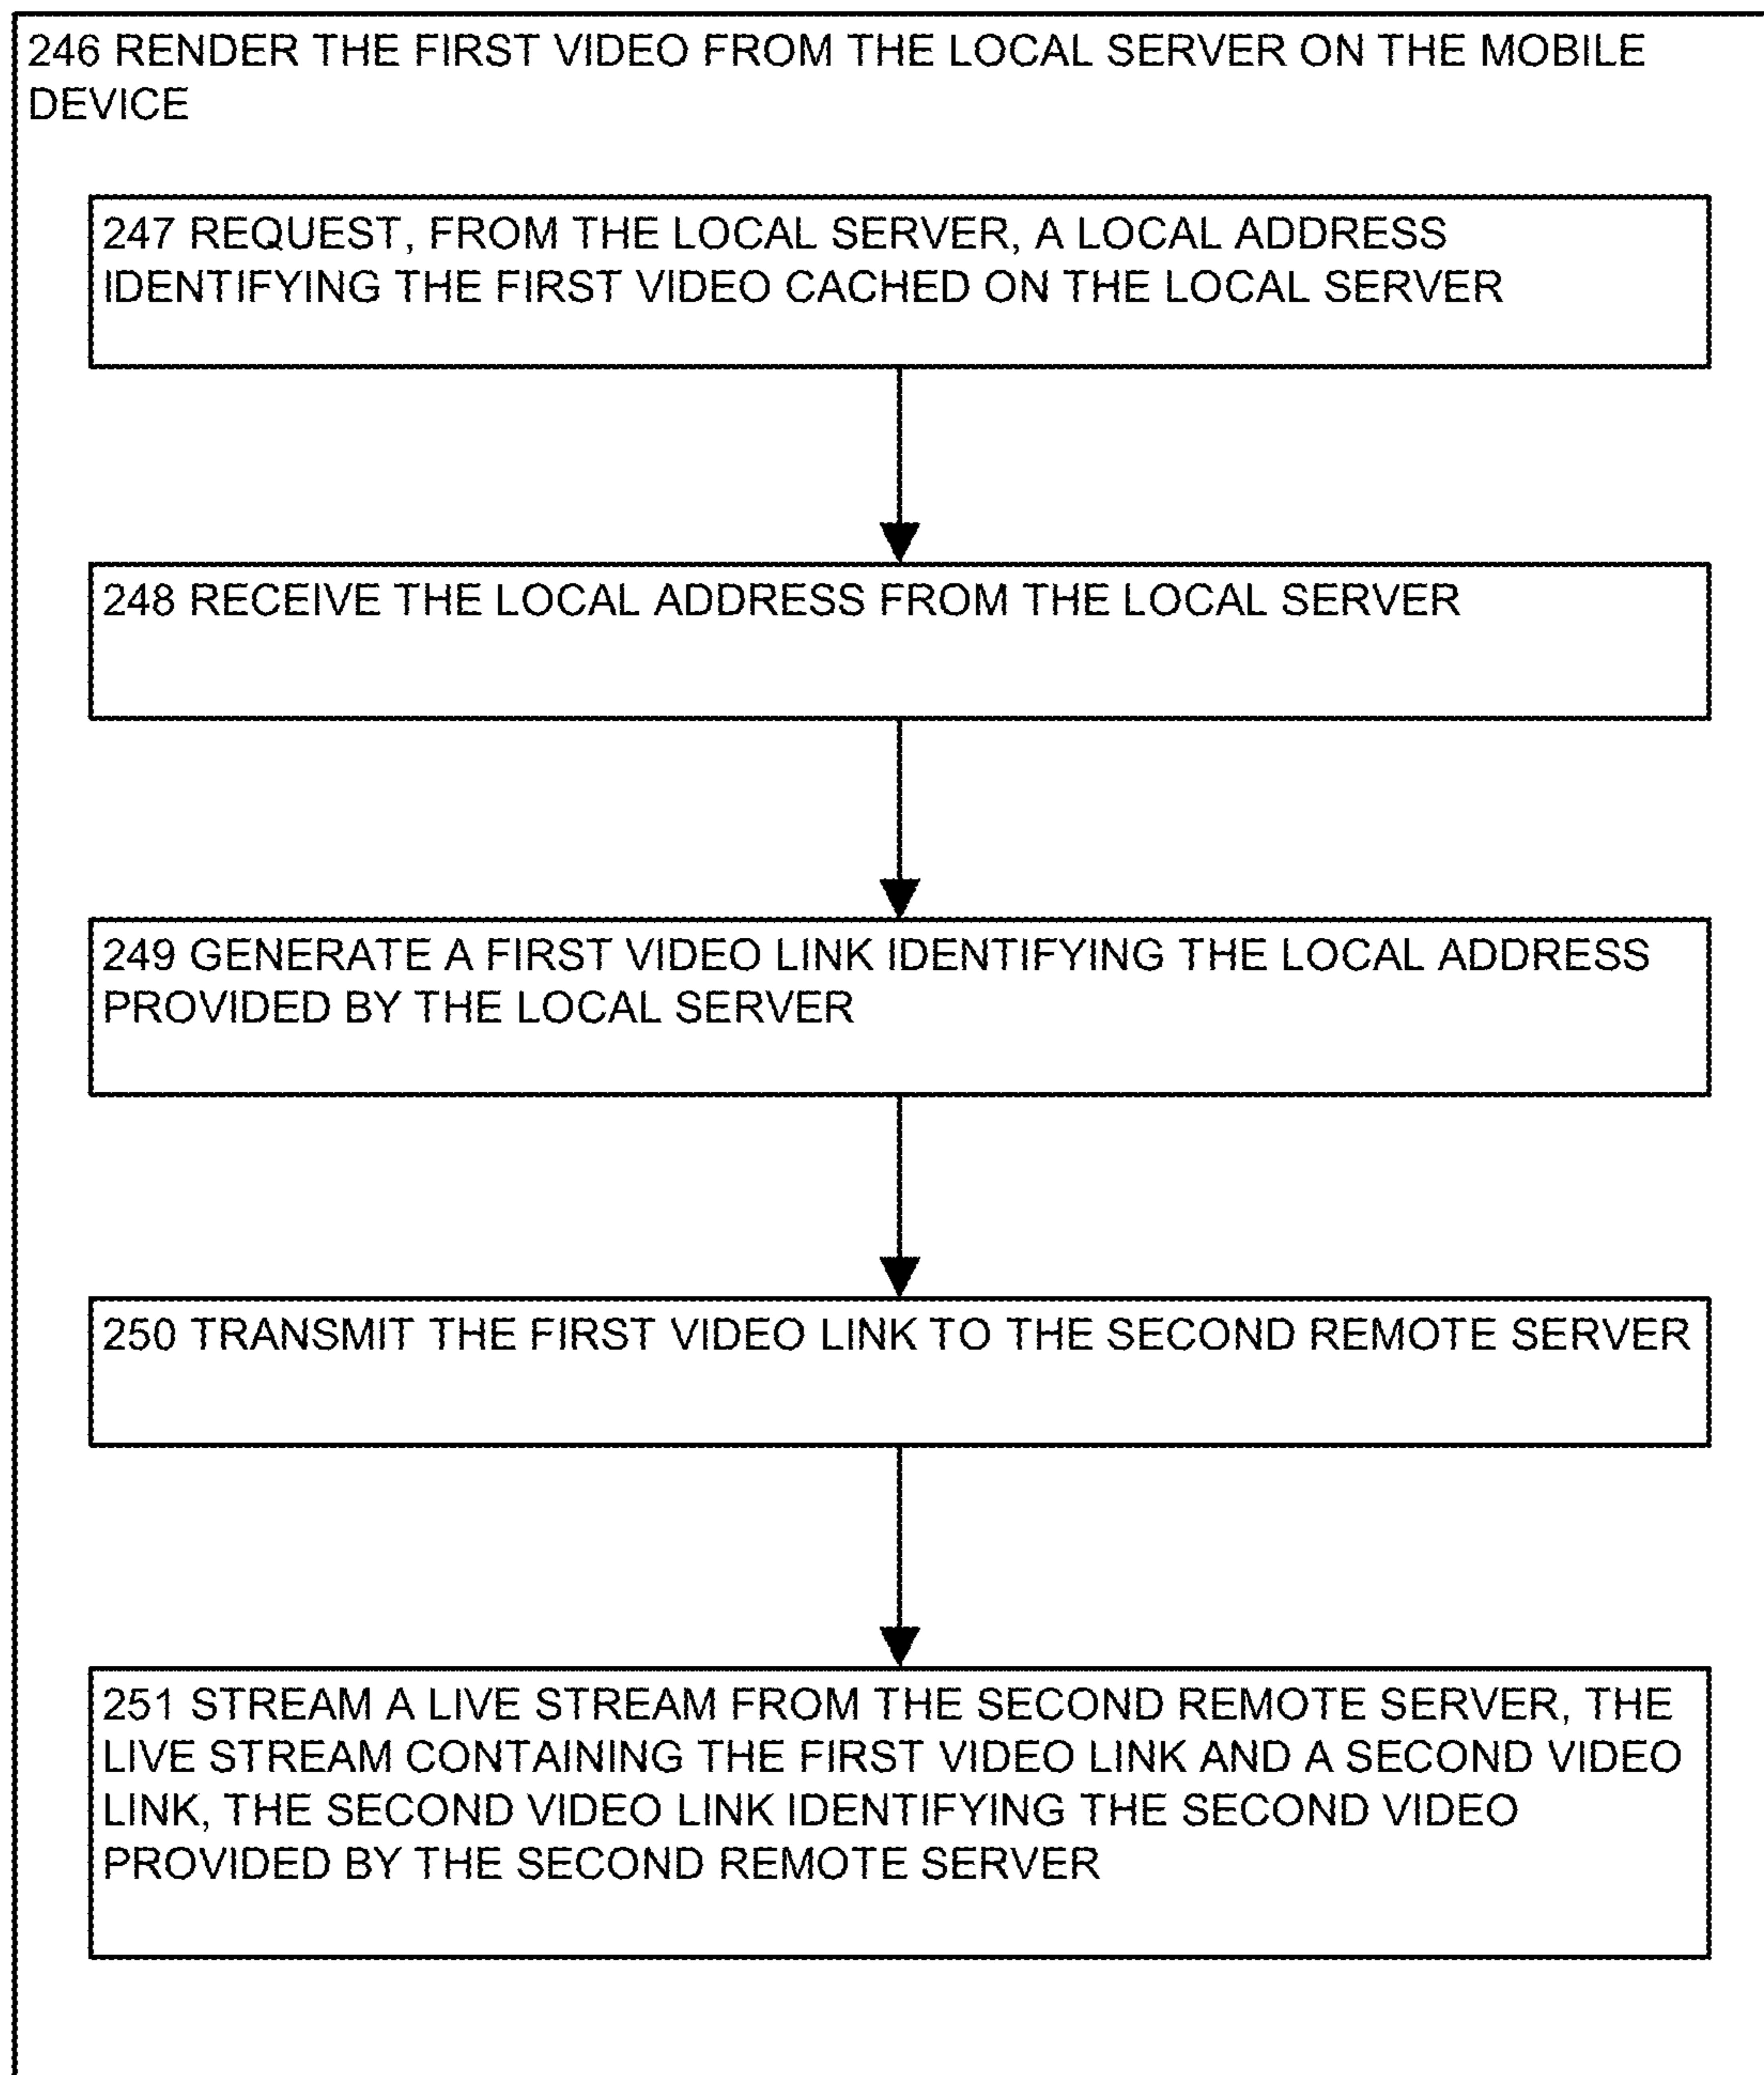 246 RENDER THE FIRST VIDEO FROM THE LOCAL SERVER ON THE MOBILE
DEVICE
247 REQUEST, FROM THE LOCAL SERVER, A LOCAL ADDRESS
IDENTIFYING THE FIRST VIDEO CACHED ON THE LOCAL SERVER
248 RECEIVE THE LOCAL ADDRESS FROM THE LOCAL SERVER
249 GENERATE A FIRST VIDEO LINK IDENTIFYING THE LOCAL ADDRESS
PROVIDED BY THE LOCAL SERVER
250 TRANSMIT THE FIRST VIDEO LINK TO THE SECOND REMOTE SERVER
251 STREAM A LIVE STREAM FROM THE SECOND REMOTE SERVER, THE
LIVE STREAM CONTAINING THE FIRST VIDEO LINK AND A SECOND VIDEO
LINK, THE SECOND VIDEO LINK IDENTIFYING THE SECOND VIDEO
PROVIDED BY THE SECOND REMOTE SERVER